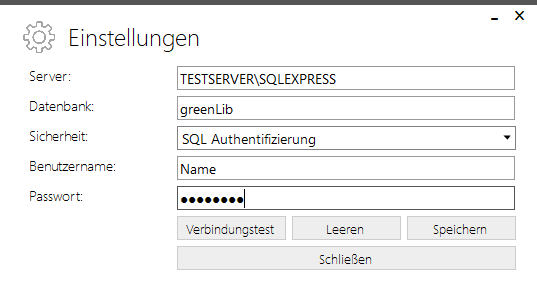 Einstellungen
Server: TESTSERVER\SQLEXPRESS
Datenbank: greenLib
Sicherheit: SQL Authentifizierung
Benutzername: Name
Passwort: ●●●●●●●●
Verbindungstest Leeren Speichern
Schließen